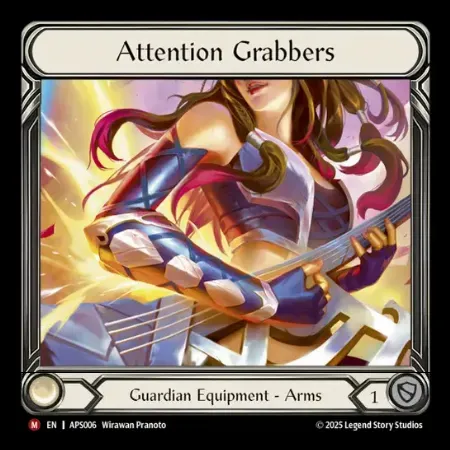 Attention Grabbers
Guardian Equipment - Arms
1
M EN | APS006 Wirawan Pranoto
© 2025 Legend Story Studios